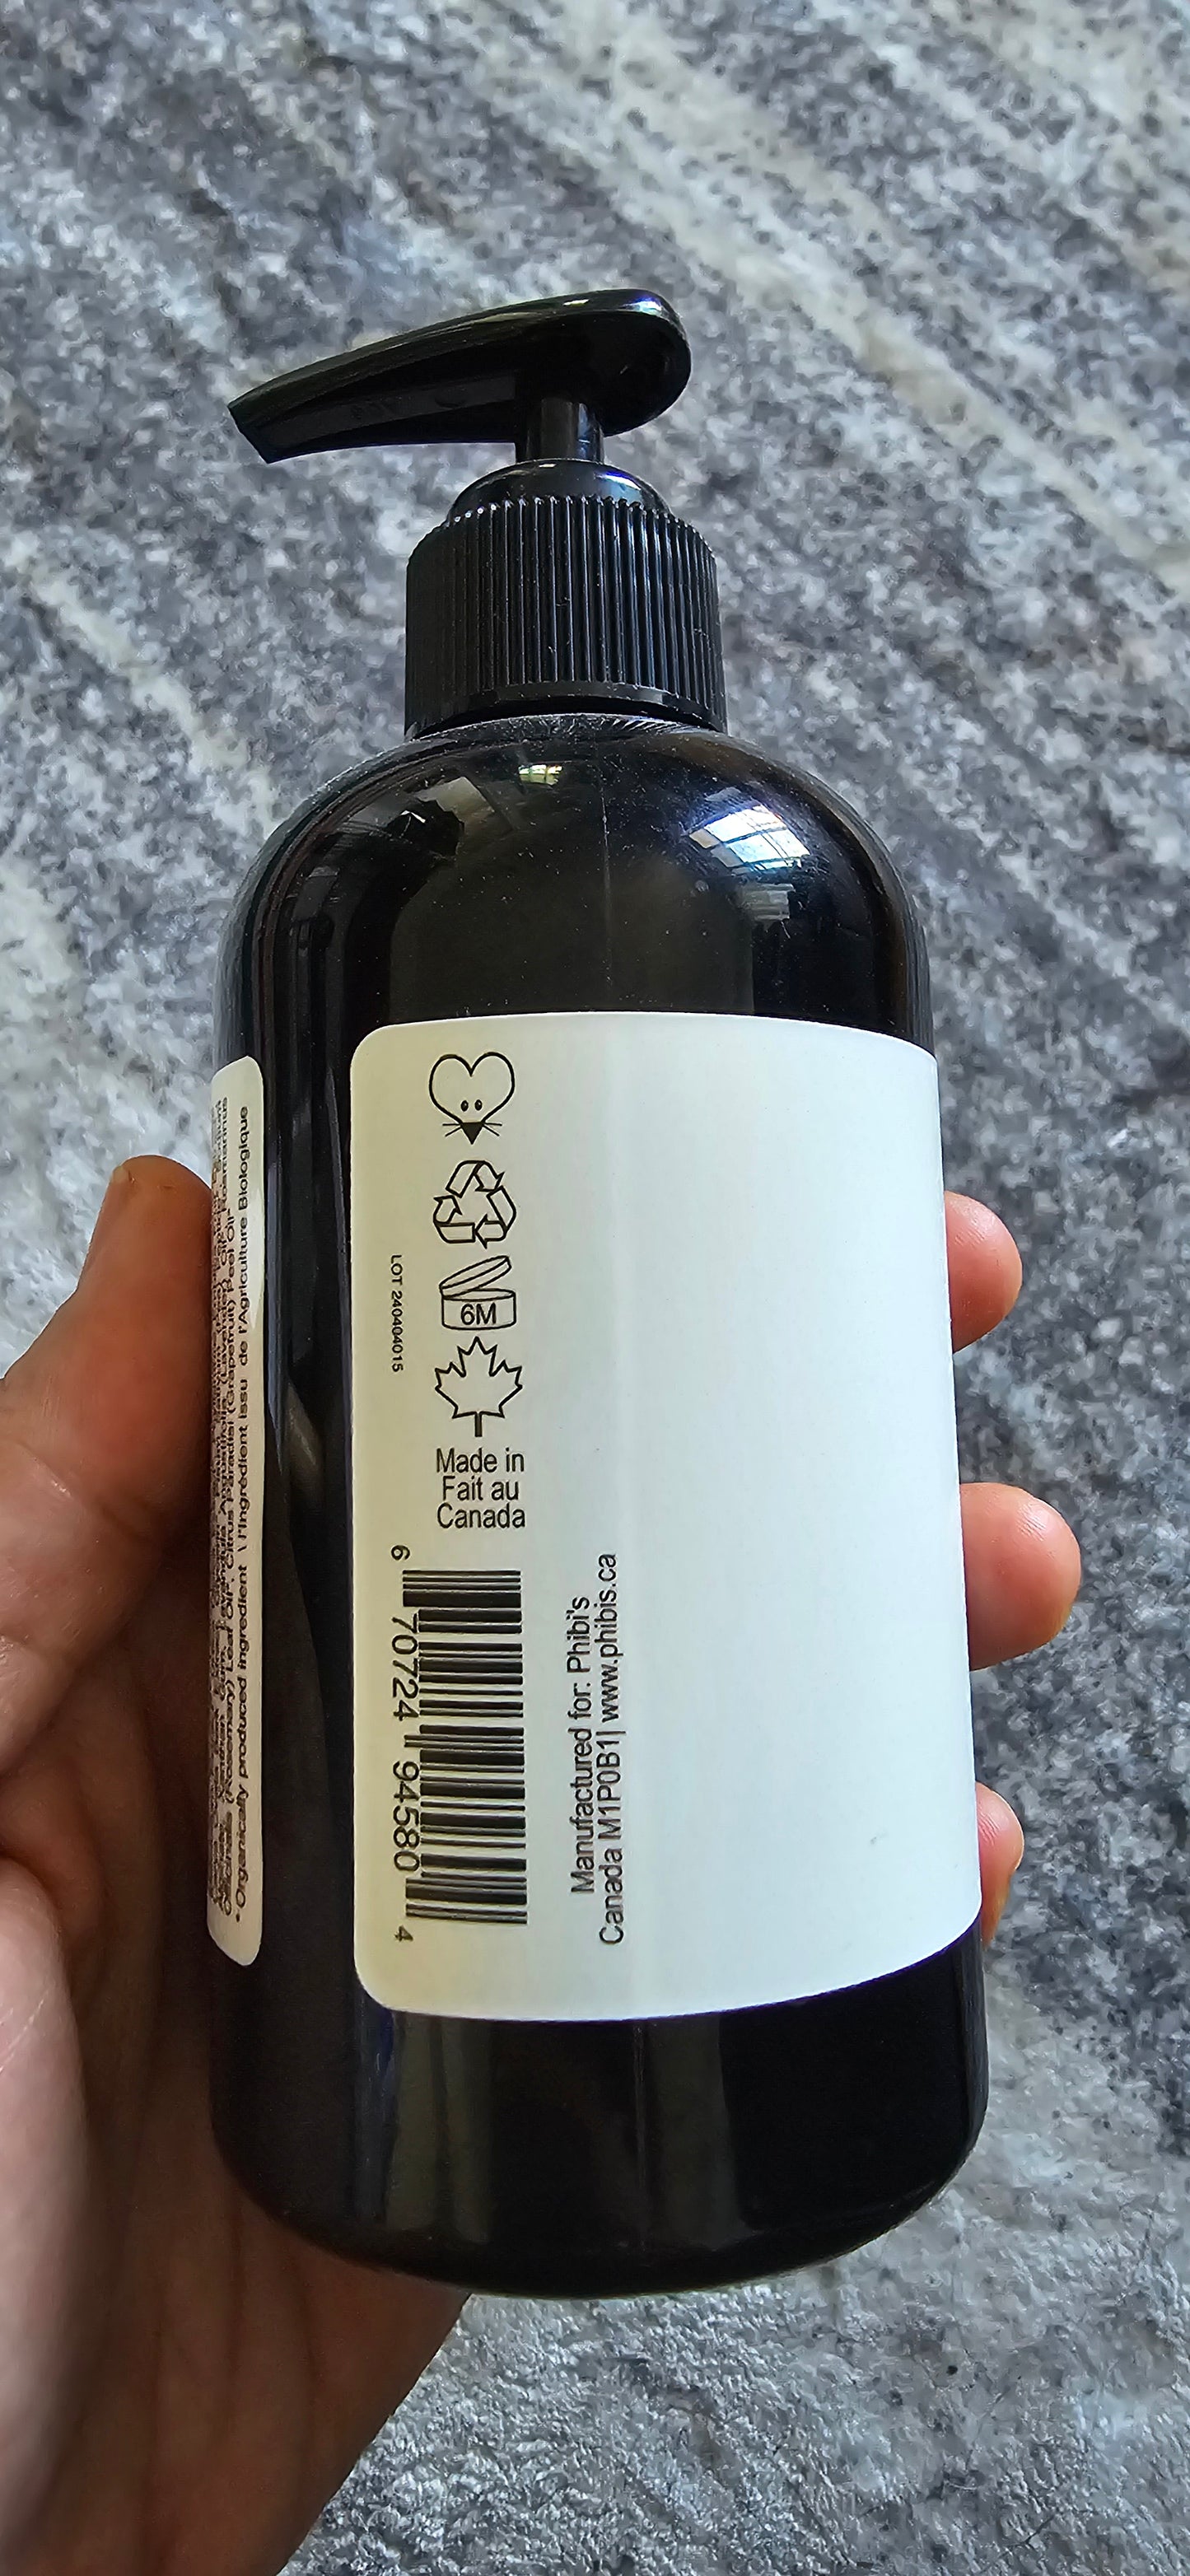 (Rosemary) Leaf Oil*, Citrus Paradisi (Grapefruit) Peel Oil*
* Organically produced ingredient \ l'Ingrédient issu de l'Agriculture Biologique
LOT 240404015
6M
Made in
Fait au
Canada
6 70724 94580 4
Manufactured for: Phibi's
Canada M1P0B1| www.phibis.ca